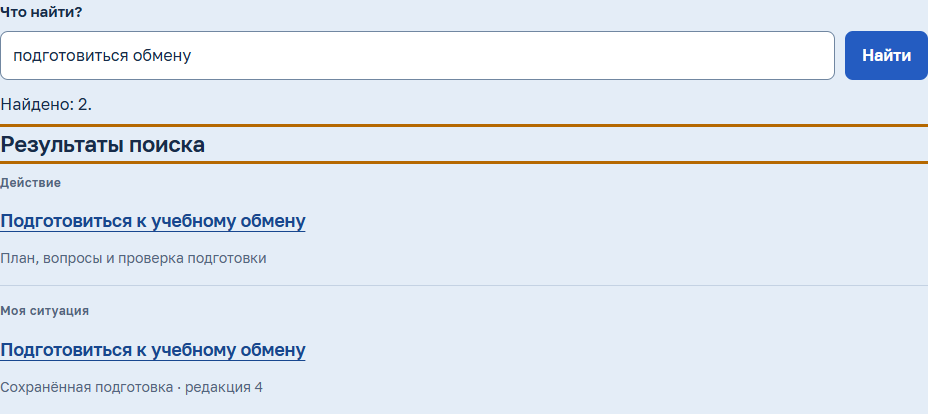 Что найти?
подготовиться обмену
Найти
Найдено: 2.
Результаты поиска
Действие
Подготовиться к учебному обмену
План, вопросы и проверка подготовки
Моя ситуация
Подготовиться к учебному обмену
Сохранённая подготовка · редакция 4